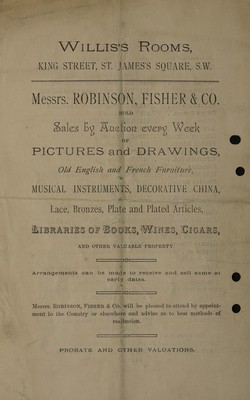 WILLIS'S ROOMS,
KING STREET, ST. JAMES'S SQUARE, S.W.
Messrs. ROBINSON, FISHER & CO.
HOLD
Sales by Auction every Week
OF
PICTURES and DRAWINGS,
Old English and French Furniture,
MUSICAL INSTRUMENTS, DECORATIVE CHINA,
Lace, Bronzes, Plate and Plated Articles,
LIBRARIES OF BOOKS, WINES, CIGARS,
AND OTHER VALUABLE PROPERTY.
Arrangements can be made to receive and sell same at
early dates.
Messrs. ROBINSON, FISHER & Co. will be pleased to attend by appoint-
ment in the Country or elsewhere and advise as to best methods of
realisation.
PROBATE AND OTHER VALUATIONS.